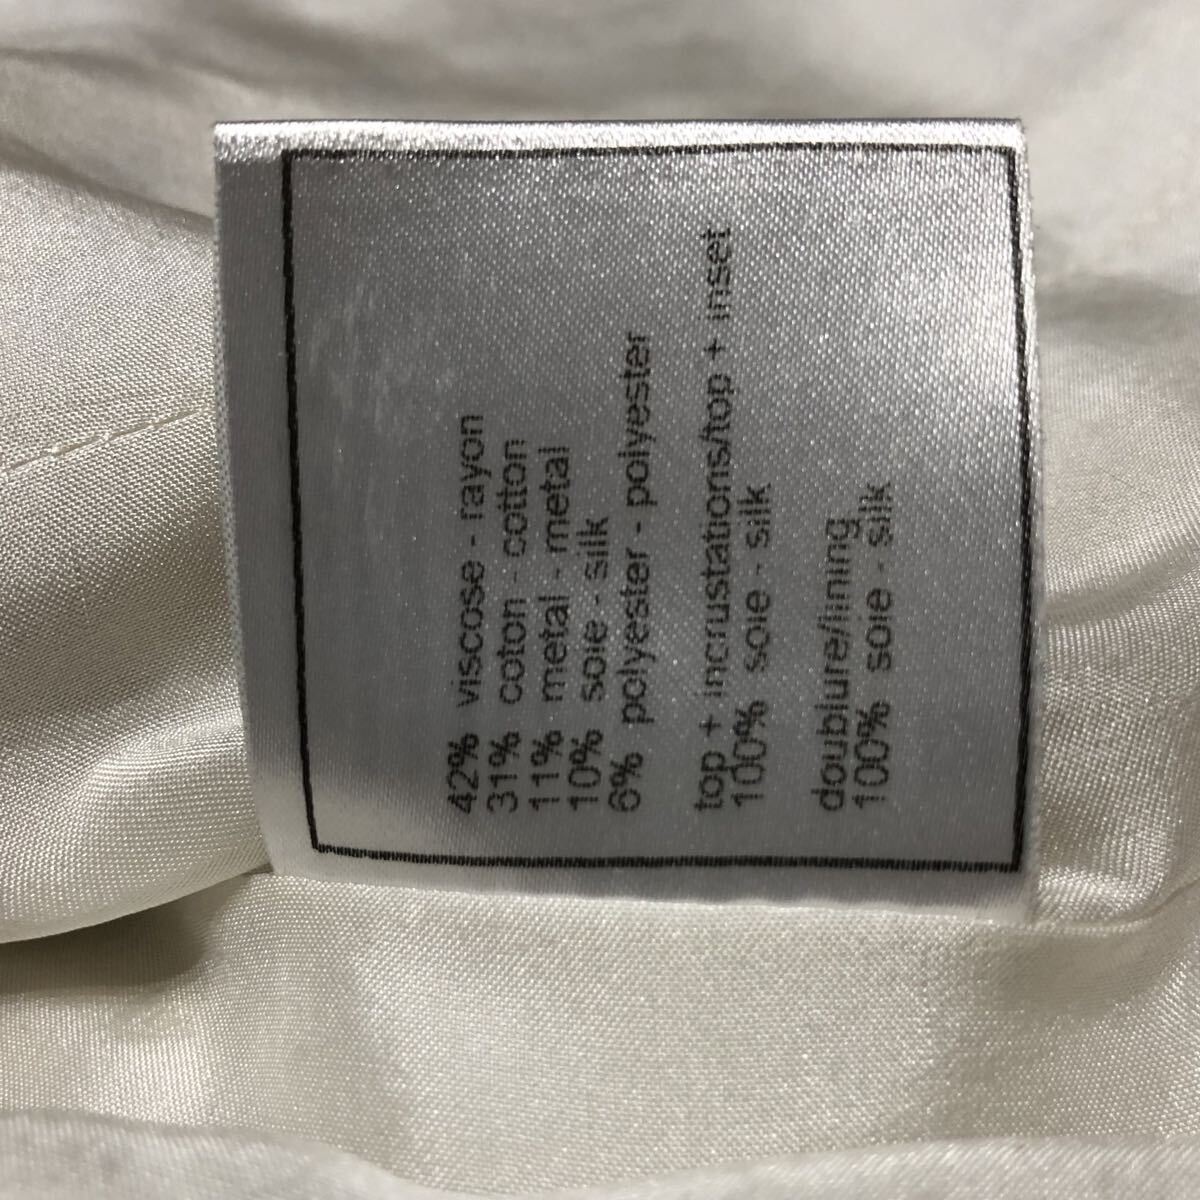 42% viscose - rayon
31% coton - cotton
11% metal - metal
10% soie - silk
6% polyester - polyester
top + incrustations/top + inset
100% soie - silk
doublure/lining
100% soie - silk